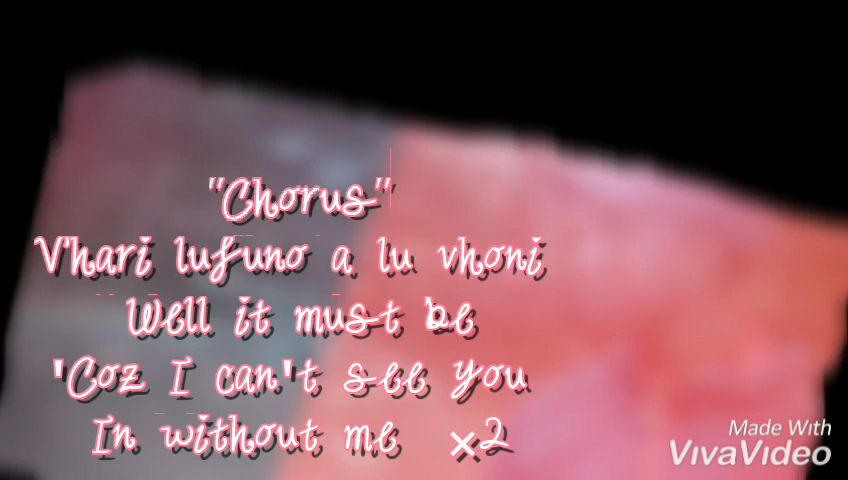 "Chorus"
Vhari lufuno a lu vhoni
Well it must be
'Coz I can't see you
In without me ×2
Made With
VivaVideo